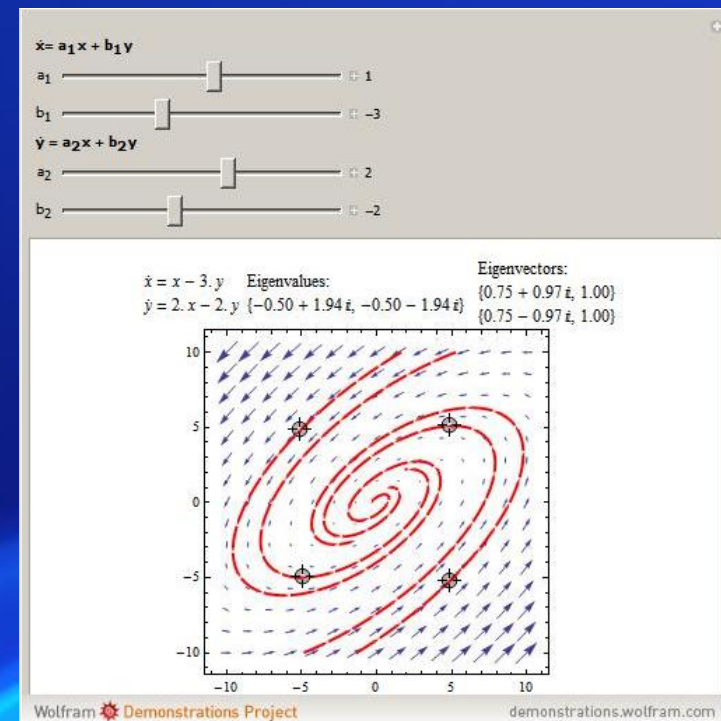 ẋ= a₁x + b₁y
a₁ 1
b₁ −3
ẏ = a₂x + b₂y
a₂ 2
b₂ −2
Eigenvectors:
ẋ = x − 3. y Eigenvalues: {0.75 + 0.97 i, 1.00}
ẏ = 2. x − 2. y {−0.50 + 1.94 i, −0.50 − 1.94 i} {0.75 − 0.97 i, 1.00}
10
5
0
−5
−10
−10 −5 0 5 10
Wolfram Demonstrations Project demonstrations.wolfram.com